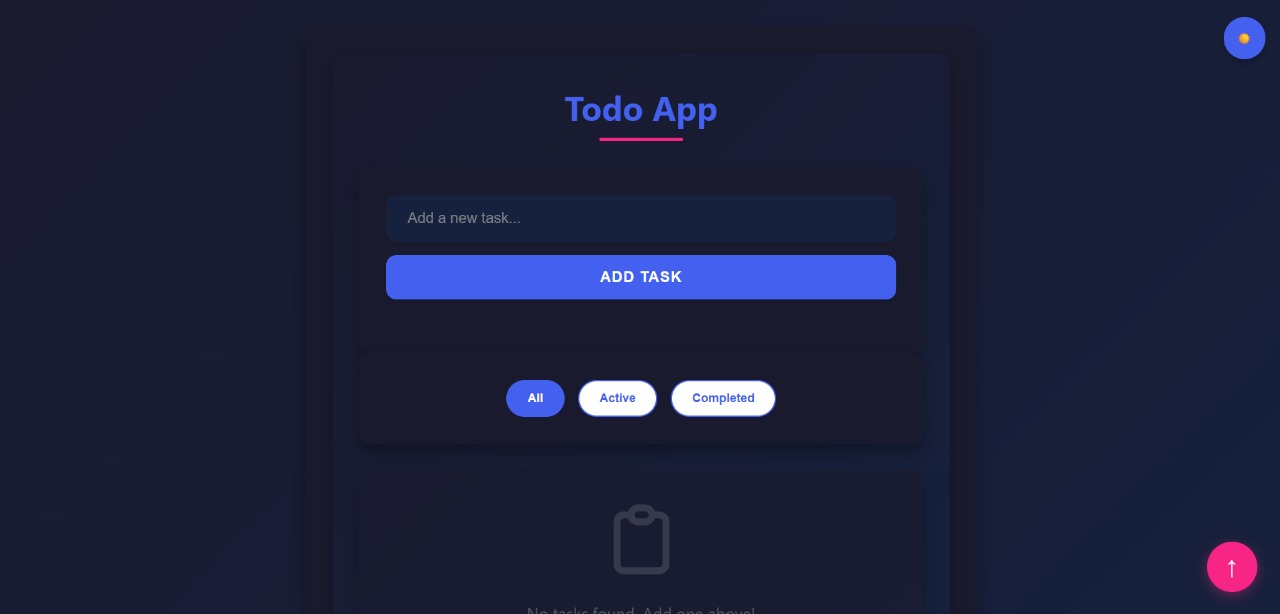 Todo App
Add a new task...
ADD TASK
All
Active
Completed
No tasks found. Add one above!
↑